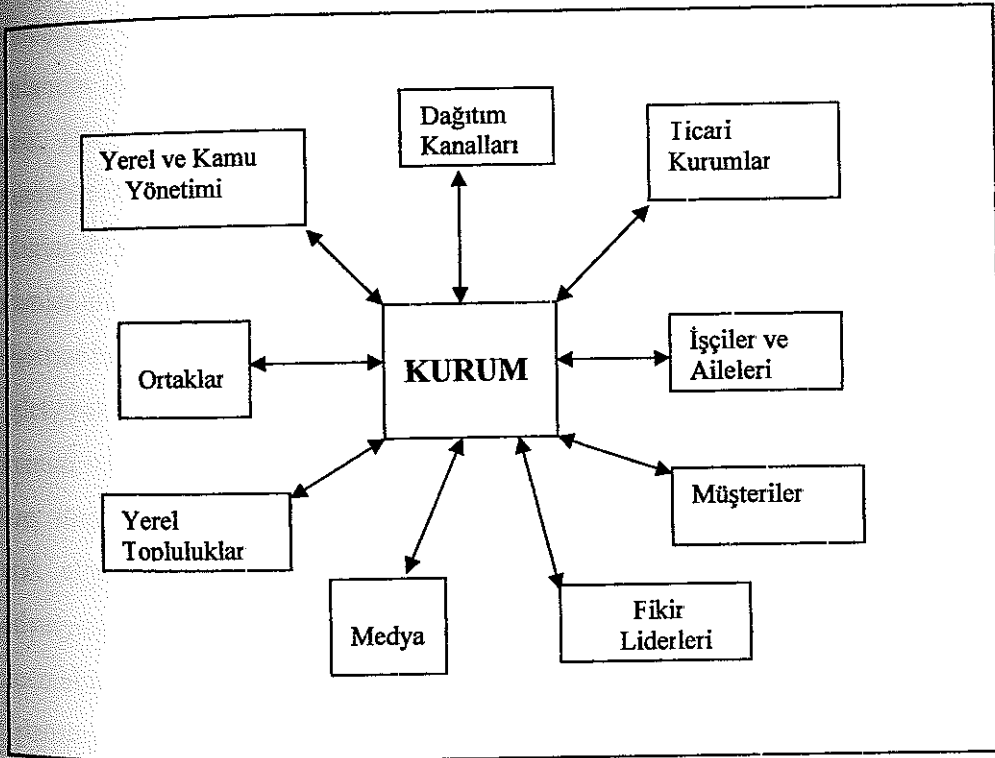 Dağıtım
Kanalları
Ticari
Kurumlar
Yerel ve Kamu
Yönetimi
KURUM
İşçiler ve
Aileleri
Ortaklar
Müşteriler
Yerel
Topluluklar
Medya
Fikir
Liderleri